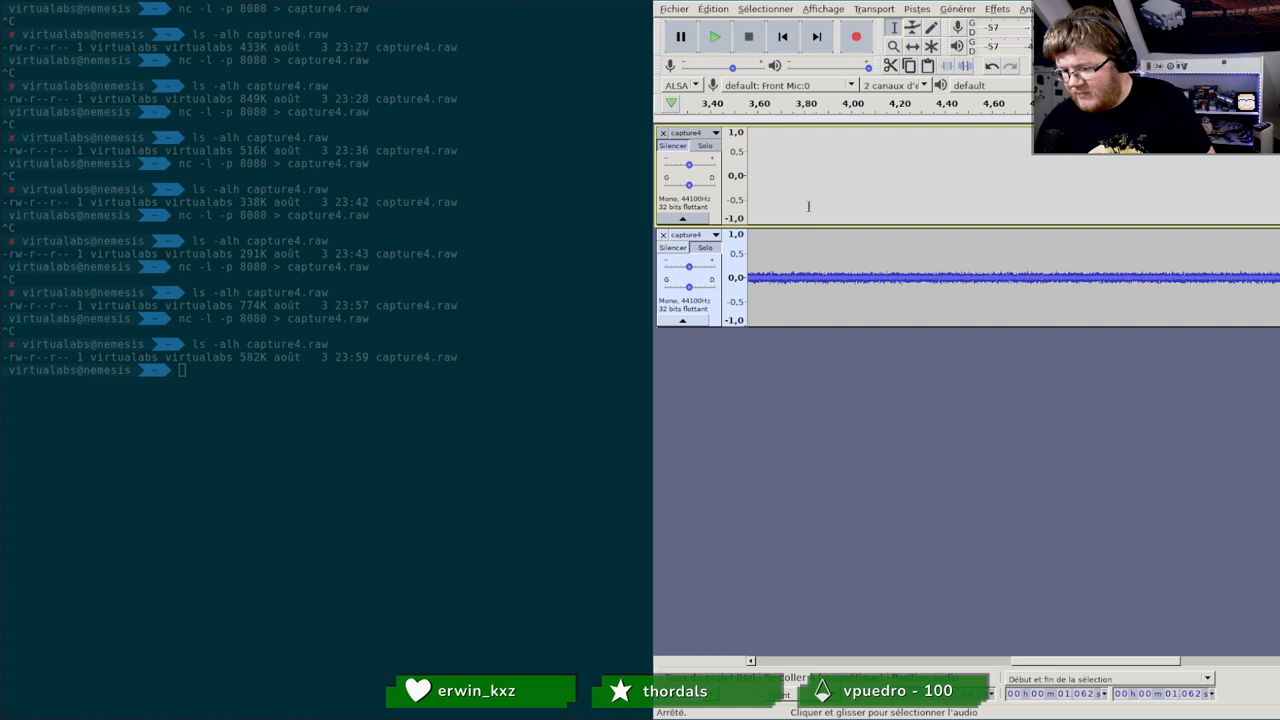 virtualabs@nemesis ~ nc -l -p 8080 > capture4.raw
^C
✘ virtualabs@nemesis ~ ls -alh capture4.raw
-rw-r--r-- 1 virtualabs virtualabs 433K août   3 23:27 capture4.raw
virtualabs@nemesis ~ nc -l -p 8080 > capture4.raw
^C
✘ virtualabs@nemesis ~ ls -alh capture4.raw
-rw-r--r-- 1 virtualabs virtualabs 849K août   3 23:28 capture4.raw
virtualabs@nemesis ~ nc -l -p 8080 > capture4.raw
^C
✘ virtualabs@nemesis ~ ls -alh capture4.raw
-rw-r--r-- 1 virtualabs virtualabs 516K août   3 23:36 capture4.raw
virtualabs@nemesis ~ nc -l -p 8080 > capture4.raw
^C
✘ virtualabs@nemesis ~ ls -alh capture4.raw
-rw-r--r-- 1 virtualabs virtualabs 338K août   3 23:42 capture4.raw
virtualabs@nemesis ~ nc -l -p 8080 > capture4.raw
^C
✘ virtualabs@nemesis ~ ls -alh capture4.raw
-rw-r--r-- 1 virtualabs virtualabs 291K août   3 23:43 capture4.raw
virtualabs@nemesis ~ nc -l -p 8080 > capture4.raw
^C
✘ virtualabs@nemesis ~ ls -alh capture4.raw
-rw-r--r-- 1 virtualabs virtualabs 774K août   3 23:57 capture4.raw
virtualabs@nemesis ~ nc -l -p 8080 > capture4.raw
^C
✘ virtualabs@nemesis ~ ls -alh capture4.raw
-rw-r--r-- 1 virtualabs virtualabs 582K août   3 23:59 capture4.raw
virtualabs@nemesis ~
Fichier Édition Sélectionner Affichage Transport Pistes Générer Effets
G -57
D
G -57
D
ALSA default: Front Mic:0 2 canaux d'e default
3,40 3,60 3,80 4,00 4,20 4,40 4,60
capture4 1,0
Silencer Solo 0,5
- +
G D 0,0
Mono, 44100Hz -0,5
32 bits flottant
-1,0
capture4 1,0
Silencer Solo 0,5
- +
G D 0,0
Mono, 44100Hz -0,5
32 bits flottant
-1,0
Début et fin de la sélection
00 h 00 m 01.062 s 00 h 00 m 01.062 s
Arrêté. Cliquer et glisser pour sélectionner l'audio
erwin_kxz
thordals
vpuedro - 100